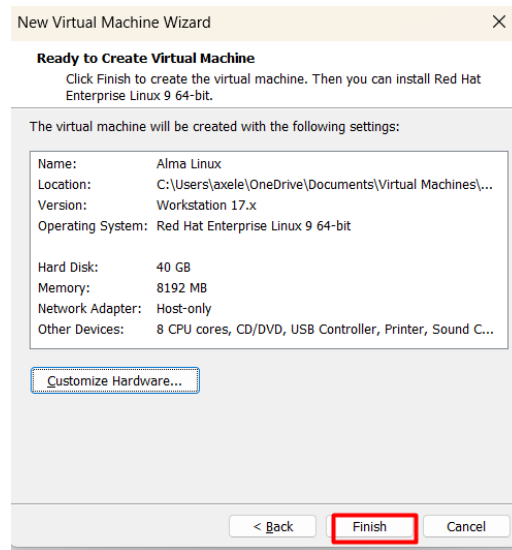 New Virtual Machine Wizard
Ready to Create Virtual Machine
Click Finish to create the virtual machine. Then you can install Red Hat
Enterprise Linux 9 64-bit.
The virtual machine will be created with the following settings:
Name: Alma Linux
Location: C:\Users\axele\OneDrive\Documents\Virtual Machines\...
Version: Workstation 17.x
Operating System: Red Hat Enterprise Linux 9 64-bit
Hard Disk: 40 GB
Memory: 8192 MB
Network Adapter: Host-only
Other Devices: 8 CPU cores, CD/DVD, USB Controller, Printer, Sound C...
Customize Hardware...
< Back Finish Cancel